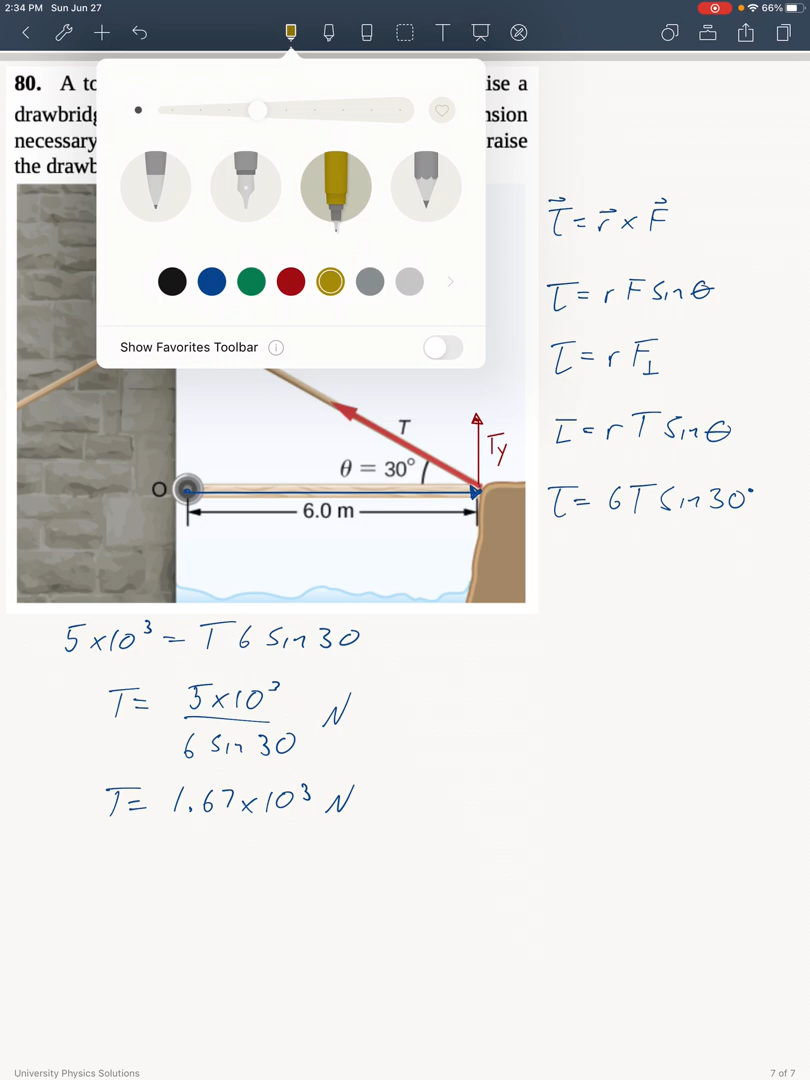 2:34 PM Sun Jun 27
66%
T
80. A to
ise a
drawbridg
nsion
necessary
raise
the drawb
Show Favorites Toolbar
T
θ = 30°
Ty
O
6.0 m
τ⃗ = r⃗ × F⃗
τ = r F sin θ
τ = r F⊥
τ = r T sin θ
τ = 6 T sin 30°
5 × 10³ = T 6 sin 30
T = 5 × 10³ / 6 sin 30 N
T = 1.67 × 10³ N
University Physics Solutions
7 of 7